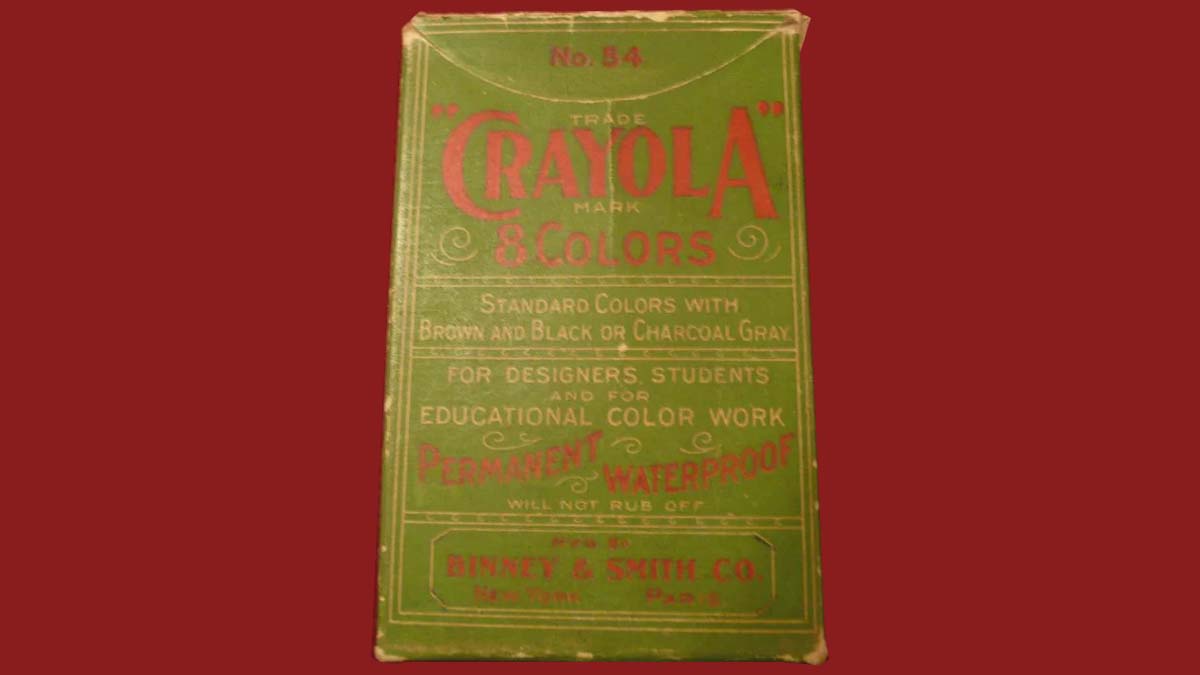 No. 54
TRADE
"CRAYOLA"
MARK
8 COLORS
STANDARD COLORS WITH
BROWN AND BLACK OR CHARCOAL GRAY
FOR DESIGNERS, STUDENTS
AND FOR
EDUCATIONAL COLOR WORK
PERMANENT WATERPROOF
WILL NOT RUB OFF
BINNEY & SMITH CO.
NEW YORK PARIS